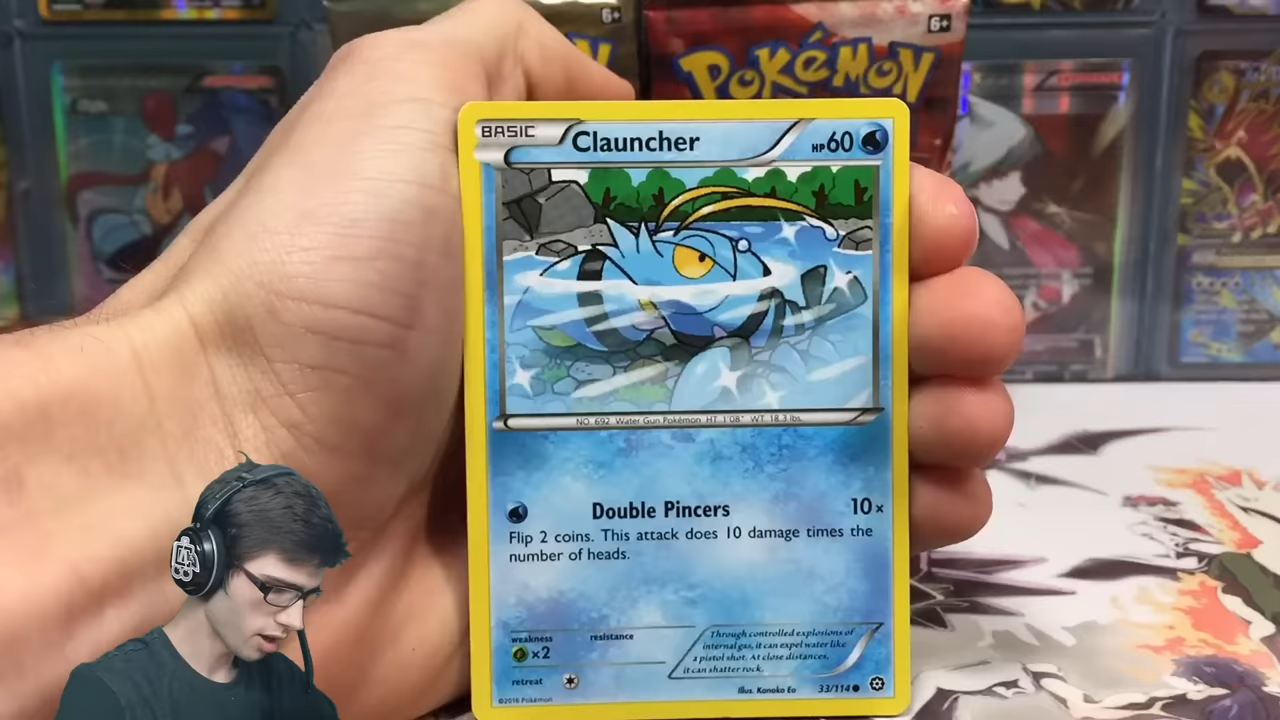 6+
6+
POKéMON
BASIC
Clauncher
HP60
NO. 692 Water Gun Pokémon HT 1'08" WT 18.3 lbs.
Double Pincers 10×
Flip 2 coins. This attack does 10 damage times the
number of heads.
weakness
resistance
×2
retreat
Through controlled explosions of
internal gas, it can expel water like
a pistol shot. At close distances,
it can shatter rock.
©2016 Pokémon
Illus. Kanako Eo
33/114